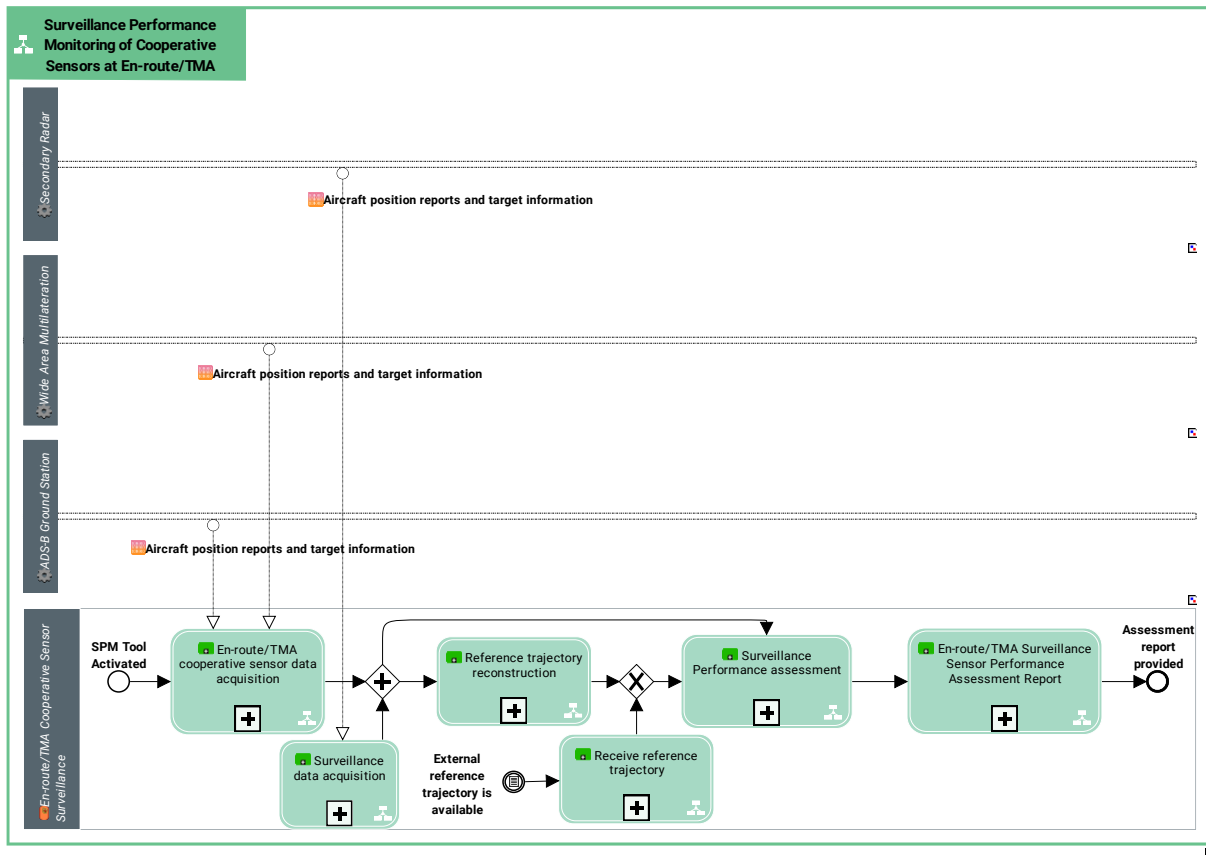 Surveillance Performance
Monitoring of Cooperative
Sensors at En-route/TMA
Secondary Radar
Aircraft position reports and target information
Wide Area Multilateration
Aircraft position reports and target information
ADS-B Ground Station
Aircraft position reports and target information
En-route/TMA Cooperative Sensor
Surveillance
SPM Tool
Activated
En-route/TMA
cooperative sensor data
acquisition
Surveillance
data acquisition
Reference trajectory
reconstruction
External
reference
trajectory is
available
Receive reference
trajectory
Surveillance
Performance assessment
En-route/TMA Surveillance
Sensor Performance
Assessment Report
Assessment
report
provided